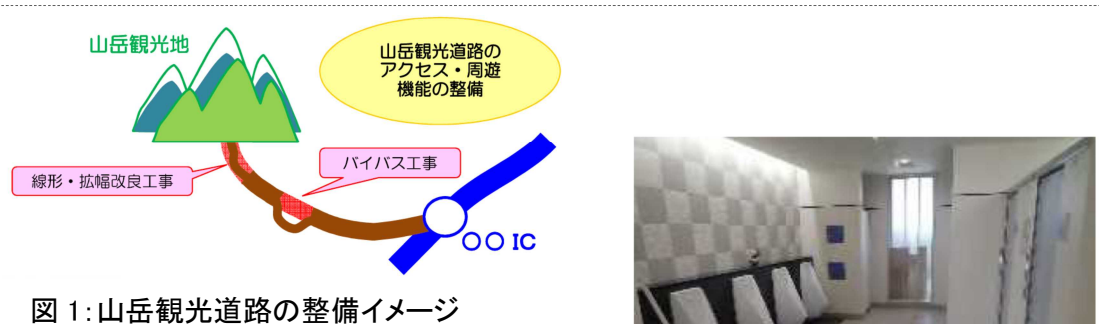 山岳観光地
山岳観光道路の
アクセス・周遊
機能の整備
線形・拡幅改良工事
バイパス工事
〇〇 IC
図 1:山岳観光道路の整備イメージ